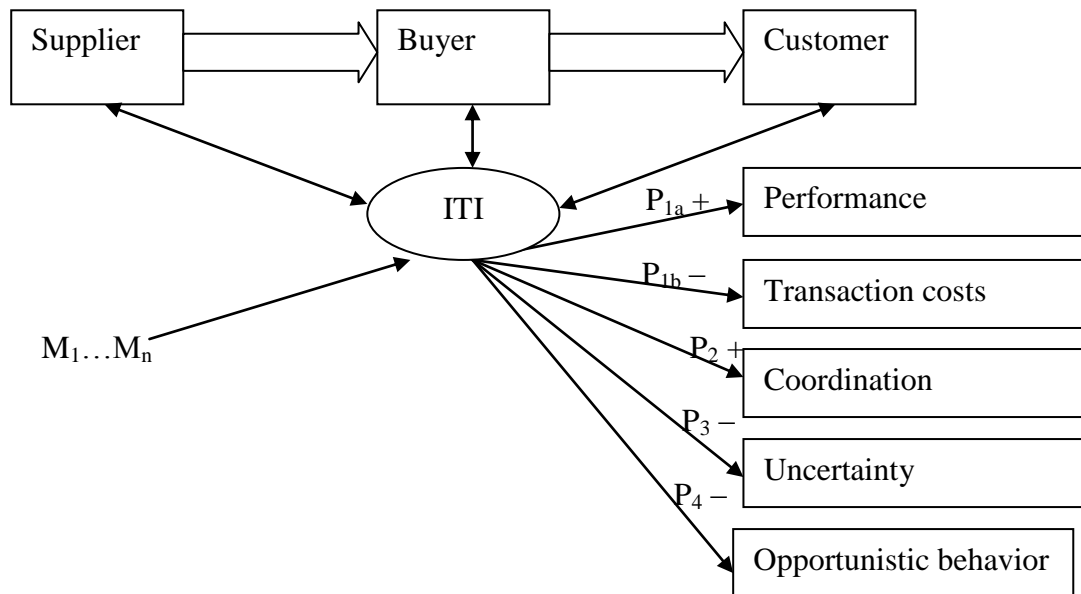 Supplier
Buyer
Customer
ITI
P1a +
Performance
P1b –
Transaction costs
M1…Mn
P2 +
Coordination
P3 –
Uncertainty
P4 –
Opportunistic behavior